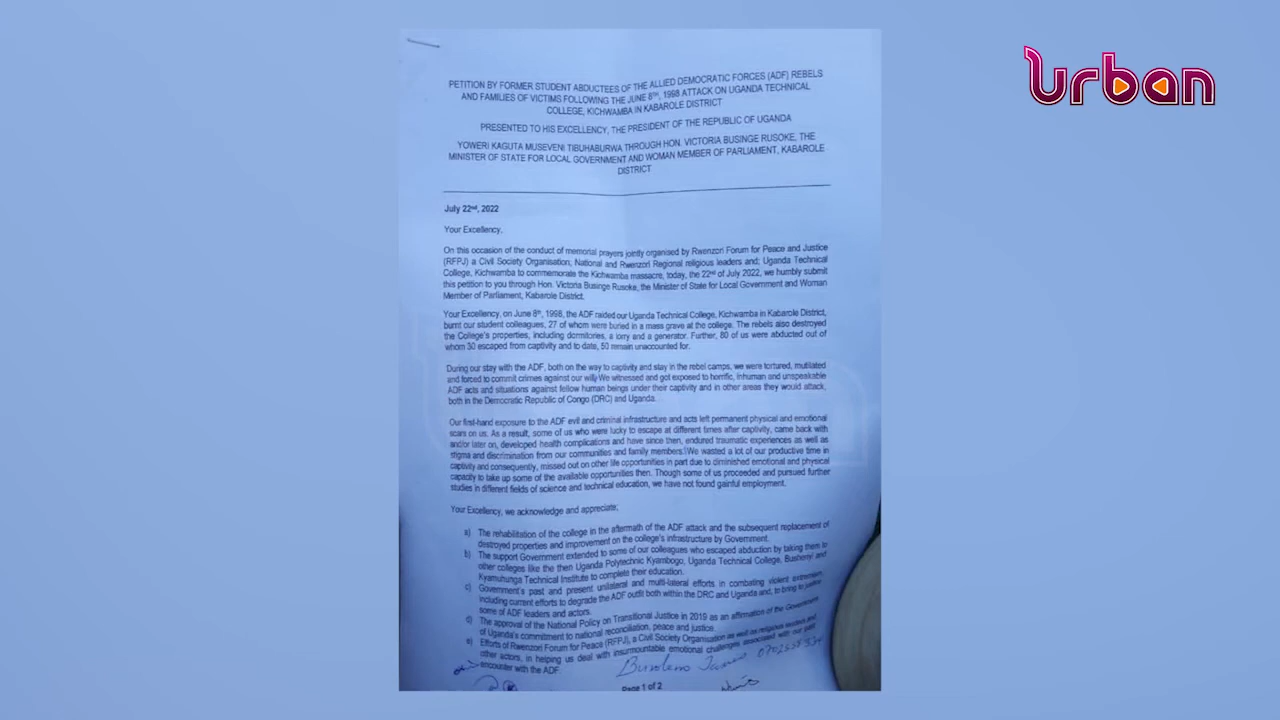 urban
PETITION BY FORMER STUDENT ABDUCTEES OF THE ALLIED DEMOCRATIC FORCES (ADF) REBELS
AND FAMILIES OF VICTIMS FOLLOWING THE JUNE 8TH, 1998 ATTACK ON UGANDA TECHNICAL
COLLEGE, KICHWAMBA IN KABAROLE DISTRICT
PRESENTED TO HIS EXCELLENCY, THE PRESIDENT OF THE REPUBLIC OF UGANDA
YOWERI KAGUTA MUSEVENI TIBUHABURWA THROUGH HON. VICTORIA BUSINGE RUSOKE, THE
MINISTER OF STATE FOR LOCAL GOVERNMENT AND WOMAN MEMBER OF PARLIAMENT, KABAROLE
DISTRICT
July 22nd, 2022
Your Excellency,
On this occasion of the conduct of memorial prayers jointly organised by Rwenzori Forum for Peace and Justice
(RFPJ) a Civil Society Organisation; National and Rwenzori Regional religious leaders and; Uganda Technical
College, Kichwamba to commemorate the Kichwamba massacre, today, the 22nd of July 2022, we humbly submit
this petition to you through Hon. Victoria Businge Rusoke, the Minister of State for Local Government and Woman
Member of Parliament, Kabarole District.
Your Excellency, on June 8th, 1998, the ADF raided our Uganda Technical College, Kichwamba in Kabarole District,
burnt our student colleagues, 27 of whom were buried in a mass grave at the college. The rebels also destroyed
the College's properties, including dormitories, a lorry and a generator. Further, 80 of us were abducted out of
whom 30 escaped from captivity and to date, 50 remain unaccounted for.
During our stay with the ADF, both on the way to captivity and stay in the rebel camps, we were tortured, mutilated
and forced to commit crimes against our will. We witnessed and got exposed to horrific, inhuman and unspeakable
ADF acts and situations against fellow human beings under their captivity and in other areas they would attack,
both in the Democratic Republic of Congo (DRC) and Uganda.
Our first-hand exposure to the ADF evil and criminal infrastructure and acts left permanent physical and emotional
scars on us. As a result, some of us who were lucky to escape at different times after captivity, came back with
and/or later on, developed health complications and have since then, endured traumatic experiences as well as
stigma and discrimination from our communities and family members. We wasted a lot of our productive time in
captivity and consequently, missed out on other life opportunities in part due to diminished emotional and physical
capacity to take up some of the available opportunities then. Though some of us proceeded and pursued further
studies in different fields of science and technical education, we have not found gainful employment.
Your Excellency, we acknowledge and appreciate;
a) The rehabilitation of the college in the aftermath of the ADF attack and the subsequent replacement of
destroyed properties and improvement on the college's infrastructure by Government.
b) The support Government extended to some of our colleagues who escaped abduction by taking them to
other colleges like the then Uganda Polytechnic Kyambogo, Uganda Technical College, Bushenyi and
Kyamuhunga Technical Institute to complete their education.
c) Government's past and present unilateral and multi-lateral efforts in combating violent extremism
including current efforts to degrade the ADF outfit both within the DRC and Uganda and, to bring to justice
some of ADF leaders and actors.
d) The approval of the National Policy on Transitional Justice in 2019 as an affirmation of the Government
of Uganda's commitment to national reconciliation, peace and justice.
e) Efforts of Rwenzori Forum for Peace (RFPJ), a Civil Society Organisation as well as religious leaders and
other actors, in helping us deal with insurmountable emotional challenges associated with our past
encounter with the ADF
Page 1 of 2